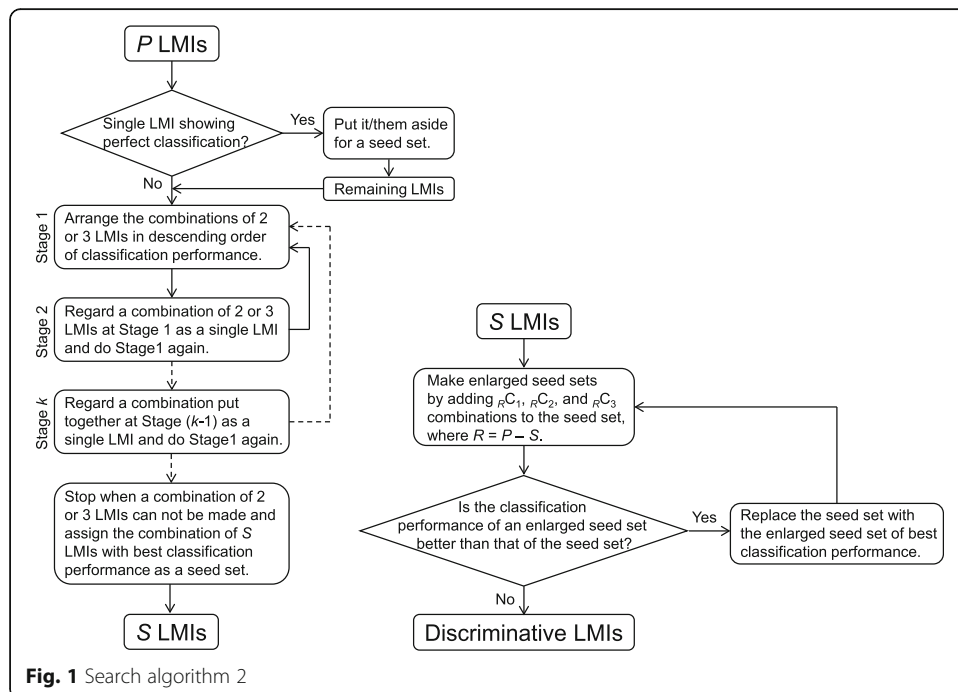 P LMIs
Single LMI showing
perfect classification?
Yes
Put it/them aside
for a seed set.
No
Remaining LMIs
Stage 1
Arrange the combinations of 2
or 3 LMIs in descending order
of classification performance.
Stage 2
Regard a combination of 2 or 3
LMIs at Stage 1 as a single LMI
and do Stage1 again.
Stage k
Regard a combination put
together at Stage (k-1) as a
single LMI and do Stage1 again.
Stop when a combination of 2
or 3 LMIs can not be made and
assign the combination of S
LMIs with best classification
performance as a seed set.
S LMIs
S LMIs
Make enlarged seed sets
by adding RC1, RC2, and RC3
combinations to the seed set,
where R = P – S.
Is the classification
performance of an enlarged seed set
better than that of the seed set?
Yes
Replace the seed set with
the enlarged seed set of best
classification performance.
No
Discriminative LMIs
Fig. 1 Search algorithm 2